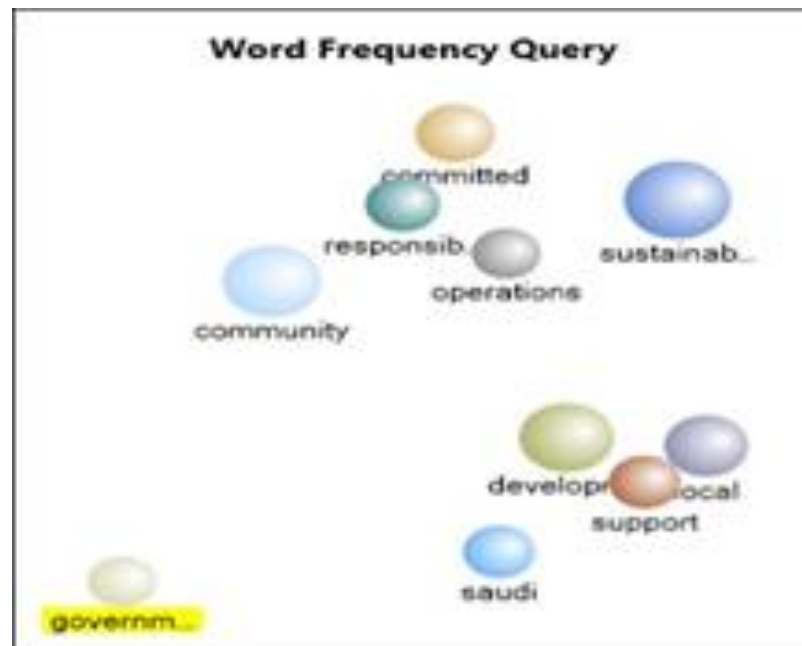 Word Frequency Query
committed
responsib...
sustainab...
operations
community
develop
local
support
saudi
governm...